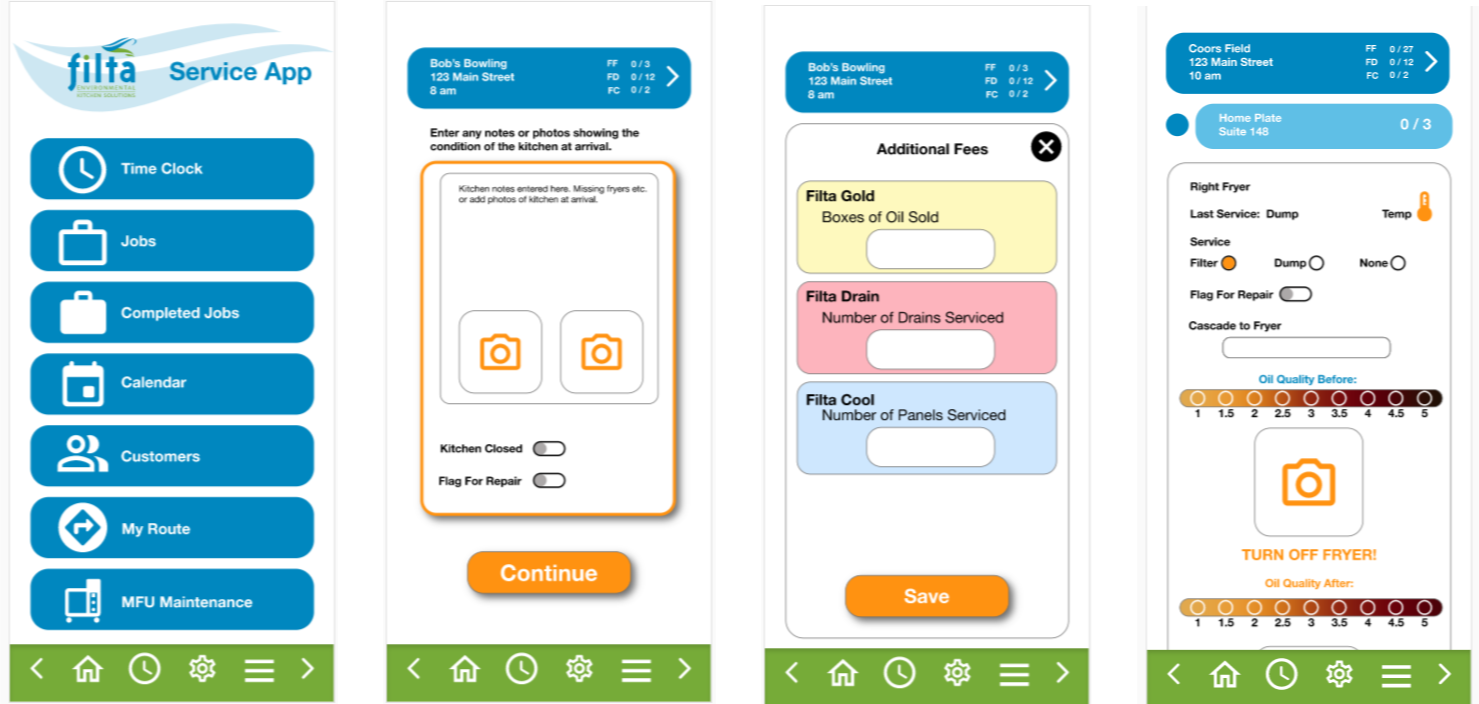 filta
ENVIRONMENTAL
KITCHEN SOLUTIONS
Service App
Time Clock
Jobs
Completed Jobs
Calendar
Customers
My Route
MFU Maintenance
Bob's Bowling
123 Main Street
8 am
FF 0 / 3
FD 0 / 12
FC 0 / 2
Enter any notes or photos showing the
condition of the kitchen at arrival.
Kitchen notes entered here. Missing fryers etc.
or add photos of kitchen at arrival.
Kitchen Closed
Flag For Repair
Continue
Bob's Bowling
123 Main Street
8 am
FF 0 / 3
FD 0 / 12
FC 0 / 2
Additional Fees
Filta Gold
Boxes of Oil Sold
Filta Drain
Number of Drains Serviced
Filta Cool
Number of Panels Serviced
Save
Coors Field
123 Main Street
10 am
FF 0 / 27
FD 0 / 12
FC 0 / 2
Home Plate
Suite 148
0 / 3
Right Fryer
Last Service: Dump Temp
Service
Filter Dump None
Flag For Repair
Cascade to Fryer
Oil Quality Before:
1 1.5 2 2.5 3 3.5 4 4.5 5
TURN OFF FRYER!
Oil Quality After:
1 1.5 2 2.5 3 3.5 4 4.5 5